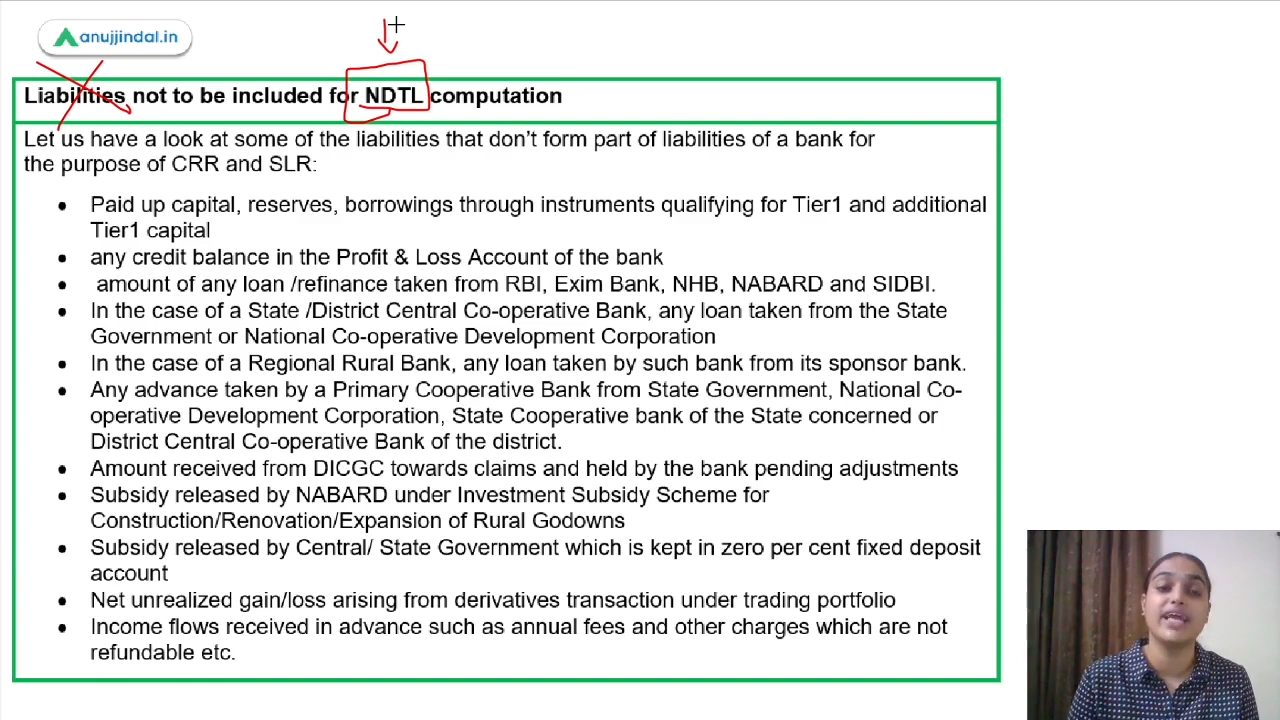 anujjindal.in
Liabilities not to be included for NDTL computation
Let us have a look at some of the liabilities that don't form part of liabilities of a bank for
the purpose of CRR and SLR:
• Paid up capital, reserves, borrowings through instruments qualifying for Tier1 and additional
Tier1 capital
• any credit balance in the Profit & Loss Account of the bank
• amount of any loan /refinance taken from RBI, Exim Bank, NHB, NABARD and SIDBI.
• In the case of a State /District Central Co-operative Bank, any loan taken from the State
Government or National Co-operative Development Corporation
• In the case of a Regional Rural Bank, any loan taken by such bank from its sponsor bank.
• Any advance taken by a Primary Cooperative Bank from State Government, National Co-
operative Development Corporation, State Cooperative bank of the State concerned or
District Central Co-operative Bank of the district.
• Amount received from DICGC towards claims and held by the bank pending adjustments
• Subsidy released by NABARD under Investment Subsidy Scheme for
Construction/Renovation/Expansion of Rural Godowns
• Subsidy released by Central/ State Government which is kept in zero per cent fixed deposit
account
• Net unrealized gain/loss arising from derivatives transaction under trading portfolio
• Income flows received in advance such as annual fees and other charges which are not
refundable etc.